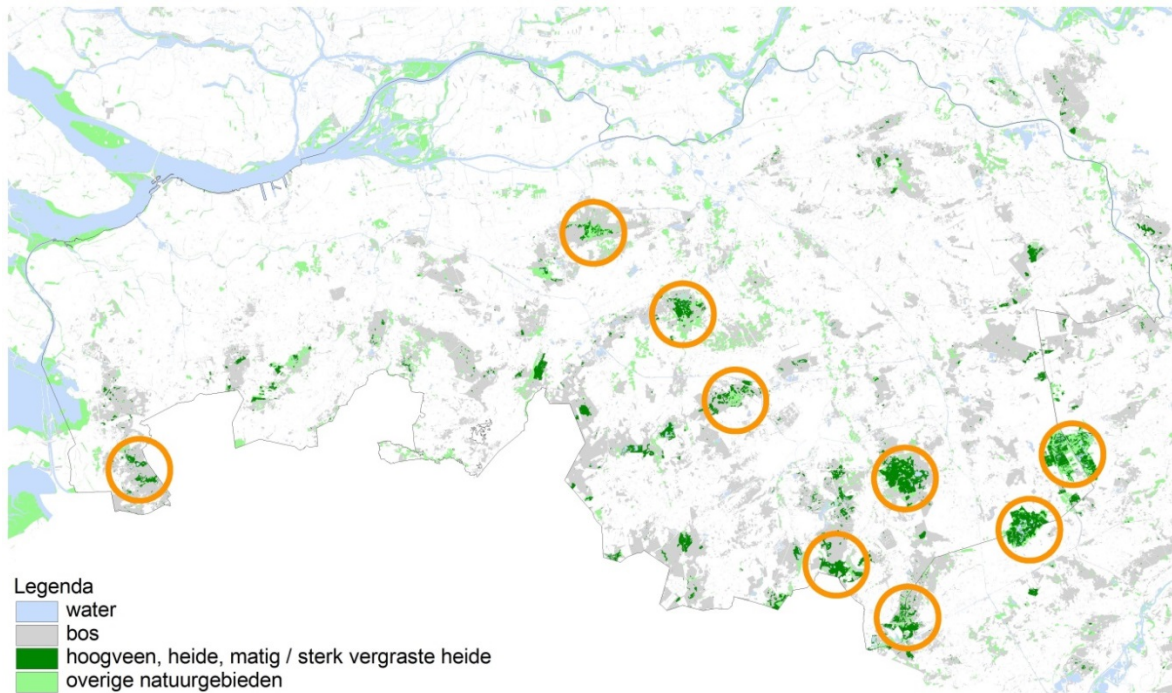 Legenda
water
bos
hoogveen, heide, matig / sterk vergraste heide
overige natuurgebieden